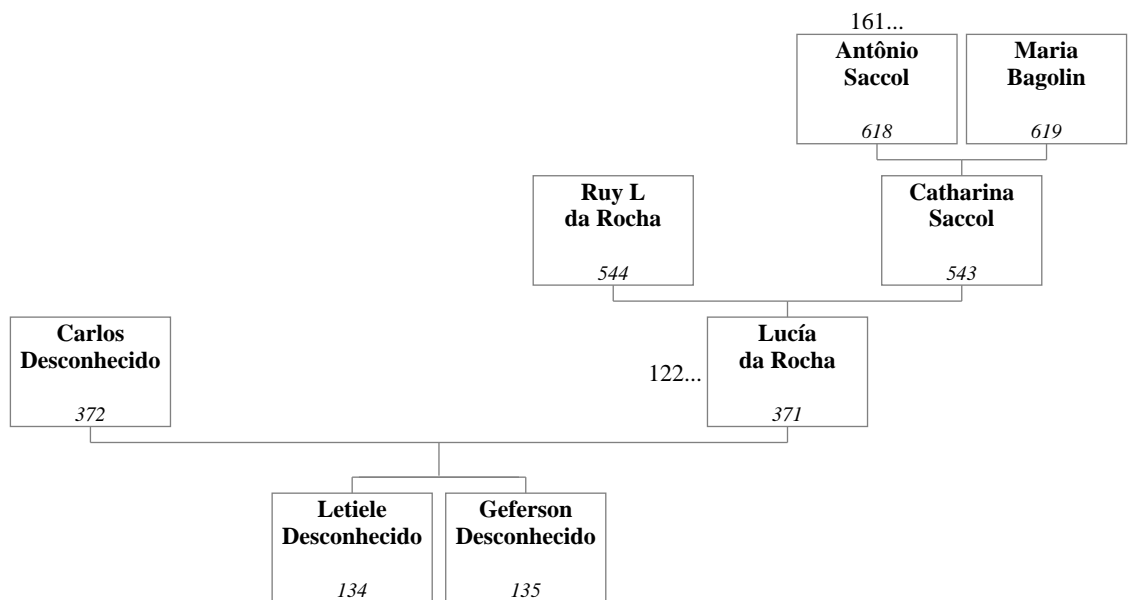 161...
Antônio
Saccol
618
Maria
Bagolin
619
Ruy L
da Rocha
544
Catharina
Saccol
543
Carlos
Desconhecido
372
122...
Lucía
da Rocha
371
Letiele
Desconhecido
134
Geferson
Desconhecido
135